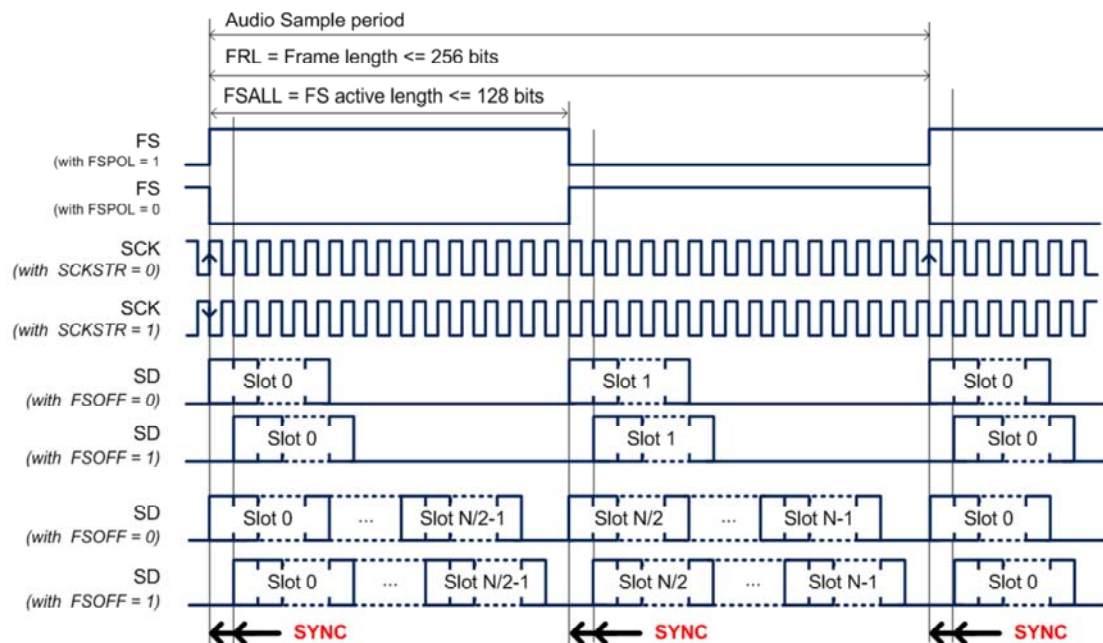 Audio Sample period
FRL = Frame length <= 256 bits
FSALL = FS active length <= 128 bits
FS
(with FSPOL = 1
FS
(with FSPOL = 0
SCK
(with SCKSTR = 0)
SCK
(with SCKSTR = 1)
SD
(with FSOFF = 0)
Slot 0
Slot 1
Slot 0
SD
(with FSOFF = 1)
Slot 0
Slot 1
Slot 0
SD
(with FSOFF = 0)
Slot 0 ... Slot N/2-1
Slot N/2 ... Slot N-1
Slot 0
SD
(with FSOFF = 1)
Slot 0 ... Slot N/2-1
Slot N/2 ... Slot N-1
Slot 0
SYNC
SYNC
SYNC